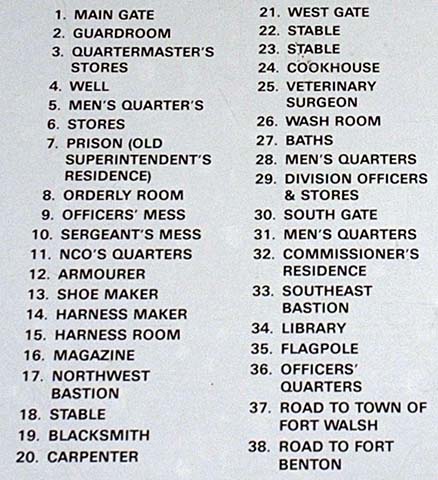 1. MAIN GATE
2. GUARDROOM
3. QUARTERMASTER'S
STORES
4. WELL
5. MEN'S QUARTER'S
6. STORES
7. PRISON (OLD
SUPERINTENDENT'S
RESIDENCE)
8. ORDERLY ROOM
9. OFFICERS' MESS
10. SERGEANT'S MESS
11. NCO'S QUARTERS
12. ARMOURER
13. SHOE MAKER
14. HARNESS MAKER
15. HARNESS ROOM
16. MAGAZINE
17. NORTHWEST
BASTION
18. STABLE
19. BLACKSMITH
20. CARPENTER
21. WEST GATE
22. STABLE
23. STABLE
24. COOKHOUSE
25. VETERINARY
SURGEON
26. WASH ROOM
27. BATHS
28. MEN'S QUARTERS
29. DIVISION OFFICERS
& STORES
30. SOUTH GATE
31. MEN'S QUARTERS
32. COMMISSIONER'S
RESIDENCE
33. SOUTHEAST
BASTION
34. LIBRARY
35. FLAGPOLE
36. OFFICERS'
QUARTERS
37. ROAD TO TOWN OF
FORT WALSH
38. ROAD TO FORT
BENTON